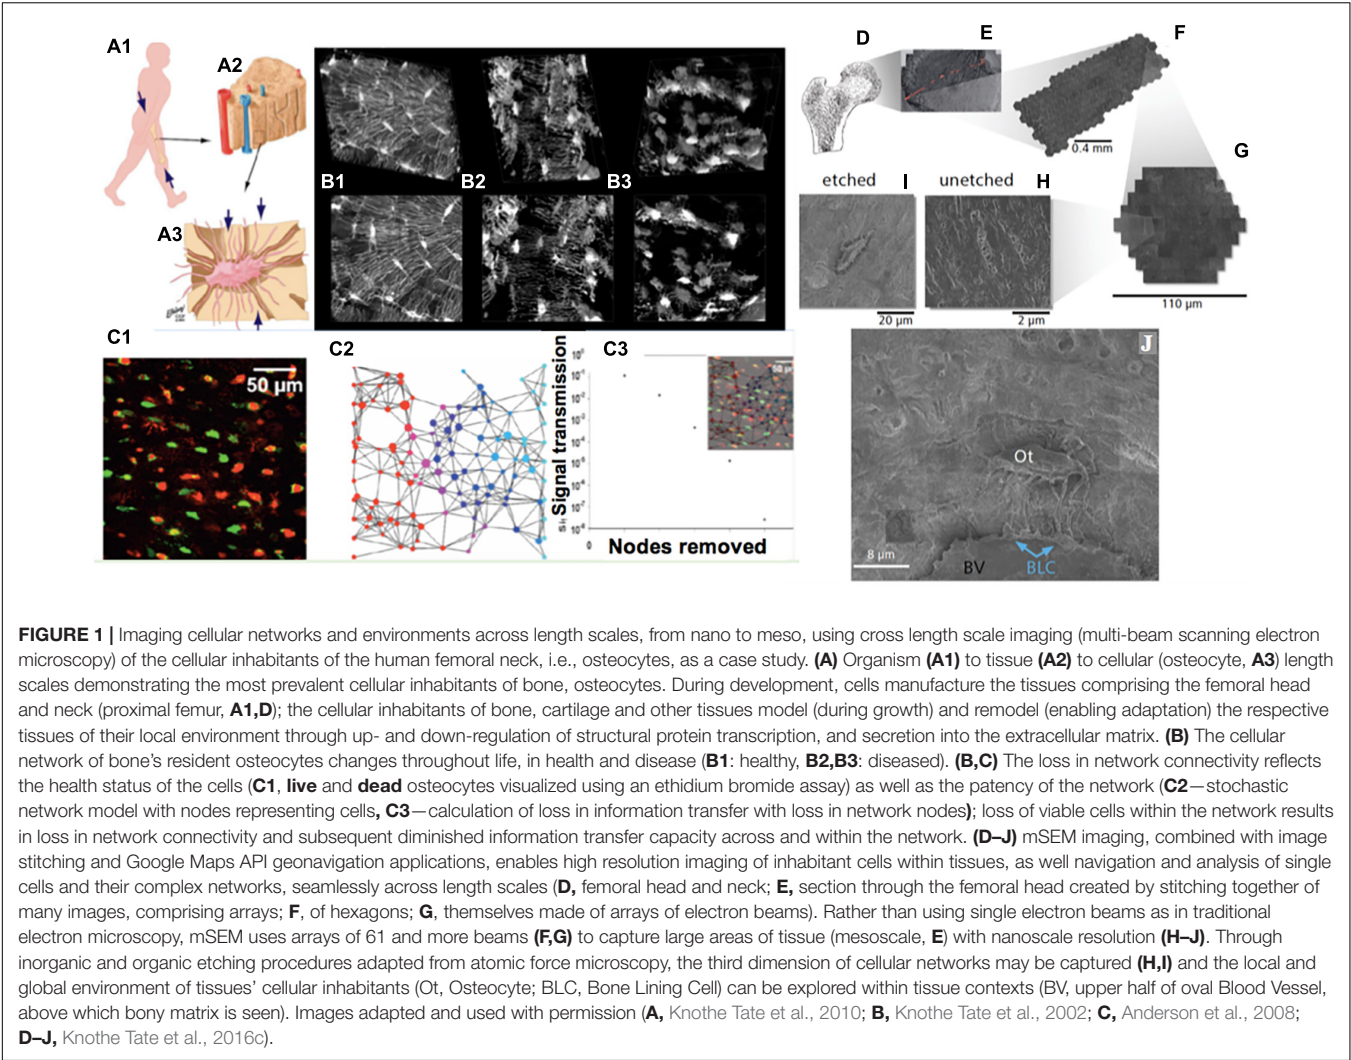 A1
A2
A3
B1
B2
B3
C1
50 µm
C2
C3
Signal transmission
10⁰
10⁻¹
10⁻²
10⁻³
10⁻⁴
10⁻⁵
10⁻⁶
10⁻⁷
10⁻⁸
0
Nodes removed
D
E
F
0.4 mm
G
110 µm
etched
I
20 µm
unetched
H
2 µm
J
Ot
8 µm
BV
BLC
FIGURE 1 | Imaging cellular networks and environments across length scales, from nano to meso, using cross length scale imaging (multi-beam scanning electron
microscopy) of the cellular inhabitants of the human femoral neck, i.e., osteocytes, as a case study. (A) Organism (A1) to tissue (A2) to cellular (osteocyte, A3) length
scales demonstrating the most prevalent cellular inhabitants of bone, osteocytes. During development, cells manufacture the tissues comprising the femoral head
and neck (proximal femur, A1,D); the cellular inhabitants of bone, cartilage and other tissues model (during growth) and remodel (enabling adaptation) the respective
tissues of their local environment through up- and down-regulation of structural protein transcription, and secretion into the extracellular matrix. (B) The cellular
network of bone's resident osteocytes changes throughout life, in health and disease (B1: healthy, B2,B3: diseased). (B,C) The loss in network connectivity reflects
the health status of the cells (C1, live and dead osteocytes visualized using an ethidium bromide assay) as well as the patency of the network (C2—stochastic
network model with nodes representing cells, C3—calculation of loss in information transfer with loss in network nodes); loss of viable cells within the network results
in loss in network connectivity and subsequent diminished information transfer capacity across and within the network. (D–J) mSEM imaging, combined with image
stitching and Google Maps API geonavigation applications, enables high resolution imaging of inhabitant cells within tissues, as well navigation and analysis of single
cells and their complex networks, seamlessly across length scales (D, femoral head and neck; E, section through the femoral head created by stitching together of
many images, comprising arrays; F, of hexagons; G, themselves made of arrays of electron beams). Rather than using single electron beams as in traditional
electron microscopy, mSEM uses arrays of 61 and more beams (F,G) to capture large areas of tissue (mesoscale, E) with nanoscale resolution (H–J). Through
inorganic and organic etching procedures adapted from atomic force microscopy, the third dimension of cellular networks may be captured (H,I) and the local and
global environment of tissues' cellular inhabitants (Ot, Osteocyte; BLC, Bone Lining Cell) can be explored within tissue contexts (BV, upper half of oval Blood Vessel,
above which bony matrix is seen). Images adapted and used with permission (A, Knothe Tate et al., 2010; B, Knothe Tate et al., 2002; C, Anderson et al., 2008;
D–J, Knothe Tate et al., 2016c).